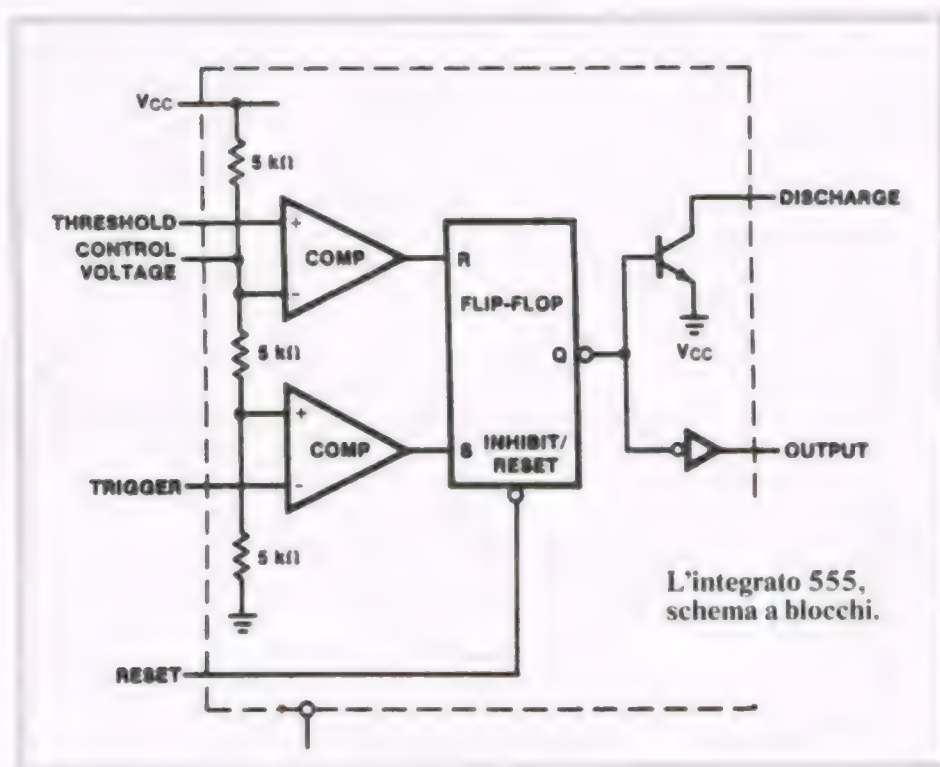 VCC
5 kΩ
THRESHOLD
CONTROL
VOLTAGE
+
COMP
-
R
FLIP-FLOP
Q
DISCHARGE
VCC
5 kΩ
+
COMP
-
S
INHIBIT/
RESET
OUTPUT
TRIGGER
5 kΩ
L'integrato 555,
schema a blocchi.
RESET